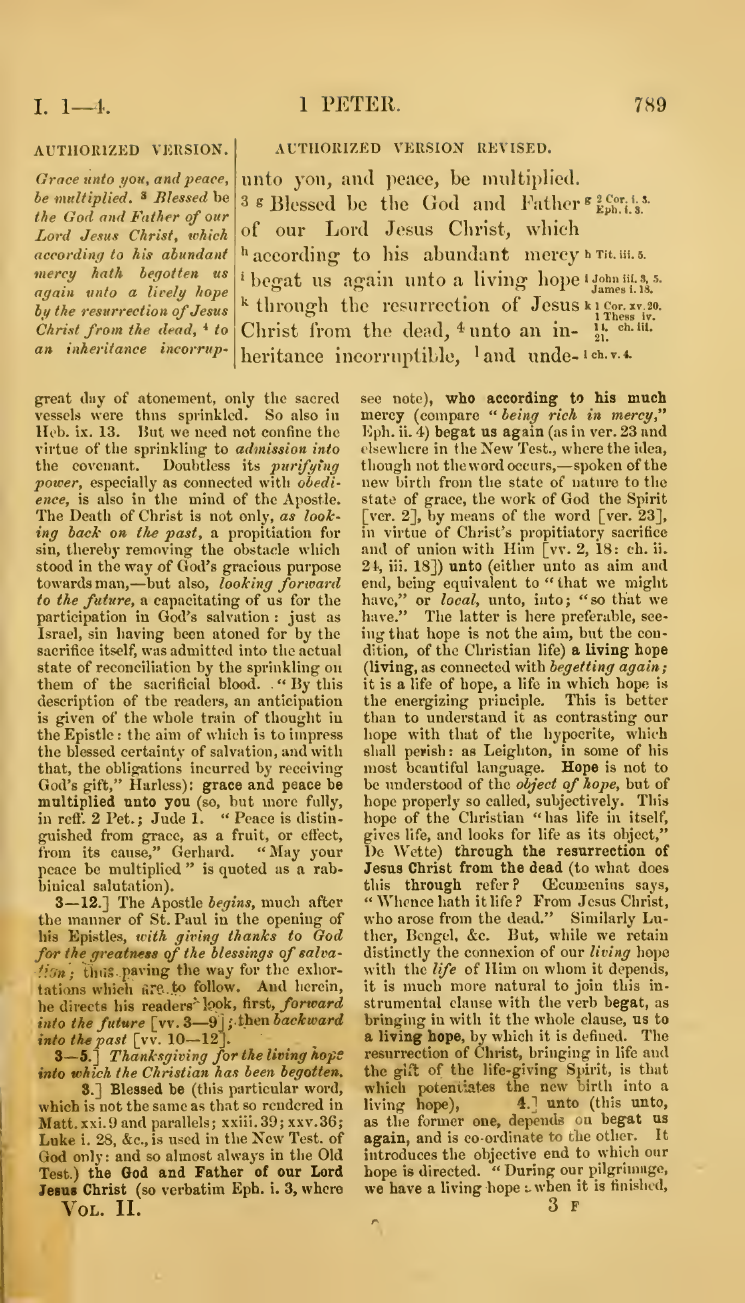 I. 1—4.
1 PETER.
789
AUTHORIZED VERSION.
Grace unto you, and peace,
be multiplied. 3 Blessed be
the God and Father of our
Lord Jesus Christ, which
according to his abundant
mercy hath begotten us
again unto a lively hope
by the resurrection of Jesus
Christ from the dead, 4 to
an inheritance incorrup-
AUTHORIZED VERSION REVISED.
unto you, and peace, be multiplied.
3 g Blessed be the God and Father
of our Lord Jesus Christ, which
h according to his abundant mercy
i begat us again unto a living hope
k through the resurrection of Jesus
Christ from the dead, 4 unto an in-
heritance incorruptible, l and unde-
g 2 Cor. i. 3.
Eph. i. 3.
h Tit. iii. 5.
i John iii. 3, 5.
James i. 18.
k 1 Cor. xv. 20.
1 Thess iv.
14. ch. iii.
21.
l ch. v. 4.
great day of atonement, only the sacred
vessels were thus sprinkled. So also in
Heb. ix. 13. But we need not confine the
virtue of the sprinkling to admission into
the covenant. Doubtless its purifying
power, especially as connected with obedi-
ence, is also in the mind of the Apostle.
The Death of Christ is not only, as look-
ing back on the past, a propitiation for
sin, thereby removing the obstacle which
stood in the way of God's gracious purpose
towards man,—but also, looking forward
to the future, a capacitating of us for the
participation in God's salvation : just as
Israel, sin having been atoned for by the
sacrifice itself, was admitted into the actual
state of reconciliation by the sprinkling on
them of the sacrificial blood. . “ By this
description of the readers, an anticipation
is given of the whole train of thought in
the Epistle : the aim of which is to impress
the blessed certainty of salvation, and with
that, the obligations incurred by receiving
God's gift,” Harless): grace and peace be
multiplied unto you (so, but more fully,
in reff. 2 Pet.; Jude 1. “ Peace is distin-
guished from grace, as a fruit, or effect,
from its cause,” Gerhard. “ May your
peace be multiplied ” is quoted as a rab-
binical salutation).
3—12.] The Apostle begins, much after
the manner of St. Paul in the opening of
his Epistles, with giving thanks to God
for the greatness of the blessings of salva-
tion; thus paving the way for the exhor-
tations which are to follow. And herein,
he directs his readers' look, first, forward
into the future [vv. 3—9]; then backward
into the past [vv. 10—12].
3—5.] Thanksgiving for the living hope
into which the Christian has been begotten.
3.] Blessed be (this particular word,
which is not the same as that so rendered in
Matt. xxi. 9 and parallels; xxiii. 39; xxv. 36;
Luke i. 28, &c., is used in the New Test. of
God only: and so almost always in the Old
Test.) the God and Father of our Lord
Jesus Christ (so verbatim Eph. i. 3, where
VOL. II.
see note), who according to his much
mercy (compare “ being rich in mercy,”
Eph. ii. 4) begat us again (as in ver. 23 and
elsewhere in the New Test., where the idea,
though not the word occurs,—spoken of the
new birth from the state of nature to the
state of grace, the work of God the Spirit
[ver. 2], by means of the word [ver. 23],
in virtue of Christ's propitiatory sacrifice
and of union with Him [vv. 2, 18: ch. ii.
24, iii. 18]) unto (either unto as aim and
end, being equivalent to “ that we might
have,” or local, unto, into; “ so that we
have.” The latter is here preferable, see-
ing that hope is not the aim, but the con-
dition, of the Christian life) a living hope
(living, as connected with begetting again;
it is a life of hope, a life in which hope is
the energizing principle. This is better
than to understand it as contrasting our
hope with that of the hypocrite, which
shall perish: as Leighton, in some of his
most beautiful language. Hope is not to
be understood of the object of hope, but of
hope properly so called, subjectively. This
hope of the Christian “ has life in itself,
gives life, and looks for life as its object,”
De Wette) through the resurrection of
Jesus Christ from the dead (to what does
this through refer? Œcumenius says,
“ Whence hath it life ? From Jesus Christ,
who arose from the dead.” Similarly Lu-
ther, Bengel, &c. But, while we retain
distinctly the connexion of our living hope
with the life of Him on whom it depends,
it is much more natural to join this in-
strumental clause with the verb begat, as
bringing in with it the whole clause, us to
a living hope, by which it is defined. The
resurrection of Christ, bringing in life and
the gift of the life-giving Spirit, is that
which potentiates the new birth into a
living hope), 4.] unto (this unto,
as the former one, depends on begat us
again, and is co-ordinate to the other. It
introduces the objective end to which our
hope is directed. “ During our pilgrimage,
we have a living hope : when it is finished,
3 F